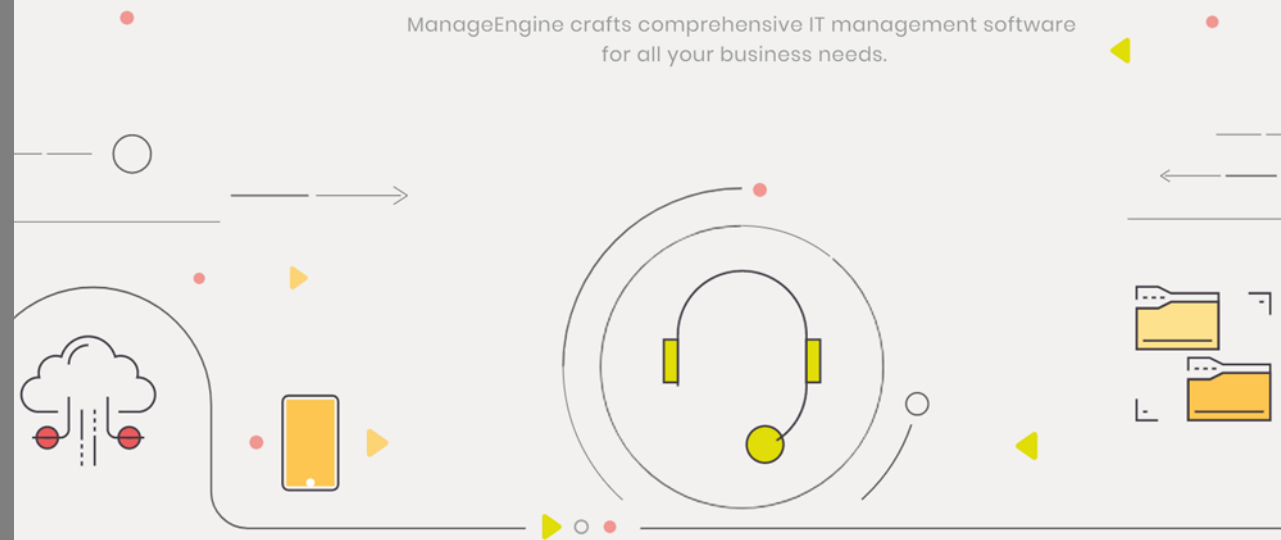 ManageEngine crafts comprehensive IT management software
for all your business needs.